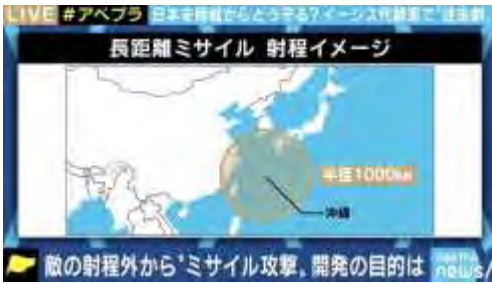 LIVE #アベプラ 日本を脅威からどう守る?イージス代替案で"迷走劇
長距離ミサイル 射程イメージ
半径1000km
沖縄
敵の射程外から"ミサイル攻撃。開発の目的は
news/